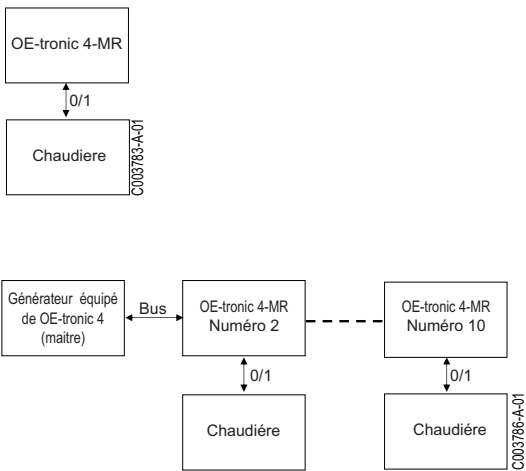 OE-tronic 4-MR
0/1
Chaudiere
C003783-A-01
Générateur équipé
de OE-tronic 4
(maitre)
Bus
OE-tronic 4-MR
Numéro 2
OE-tronic 4-MR
Numéro 10
0/1
0/1
Chaudiére
Chaudiére
C003786-A-01